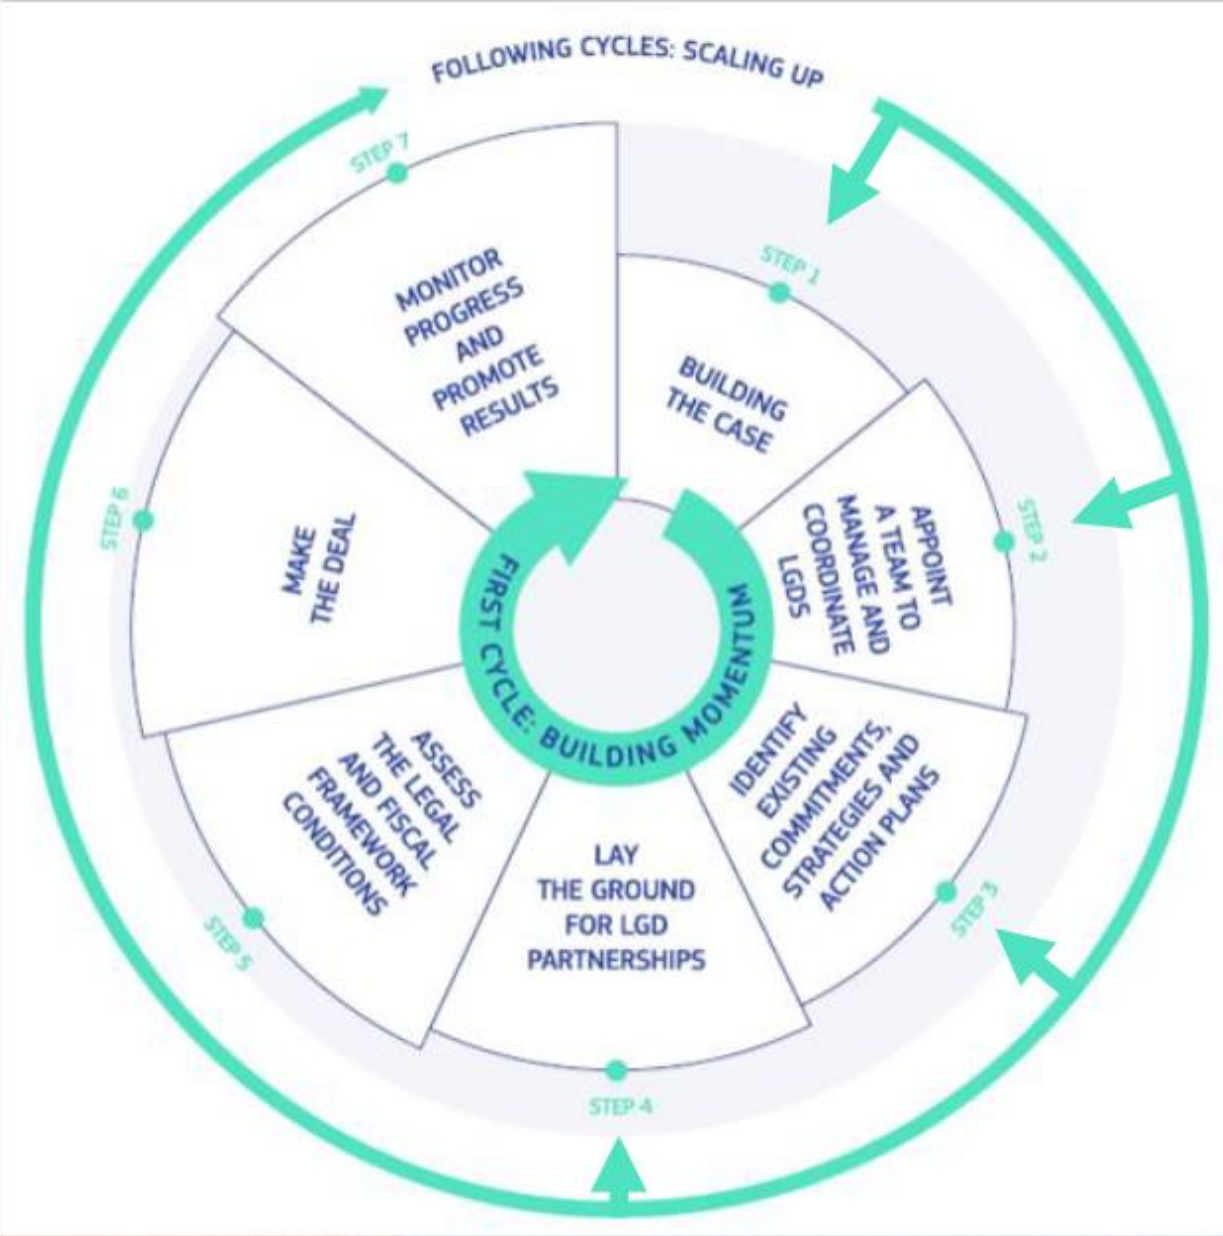 FOLLOWING CYCLES: SCALING UP
STEP 1
BUILDING
THE CASE
STEP 2
APPOINT
A TEAM TO
MANAGE AND
COORDINATE
LGDS
STEP 3
IDENTIFY
EXISTING
COMMITMENTS,
STRATEGIES AND
ACTION PLANS
STEP 4
LAY
THE GROUND
FOR LGD
PARTNERSHIPS
STEP 5
ASSESS
THE LEGAL
AND FISCAL
FRAMEWORK
CONDITIONS
STEP 6
MAKE
THE DEAL
STEP 7
MONITOR
PROGRESS
AND
PROMOTE
RESULTS
FIRST CYCLE: BUILDING MOMENTUM